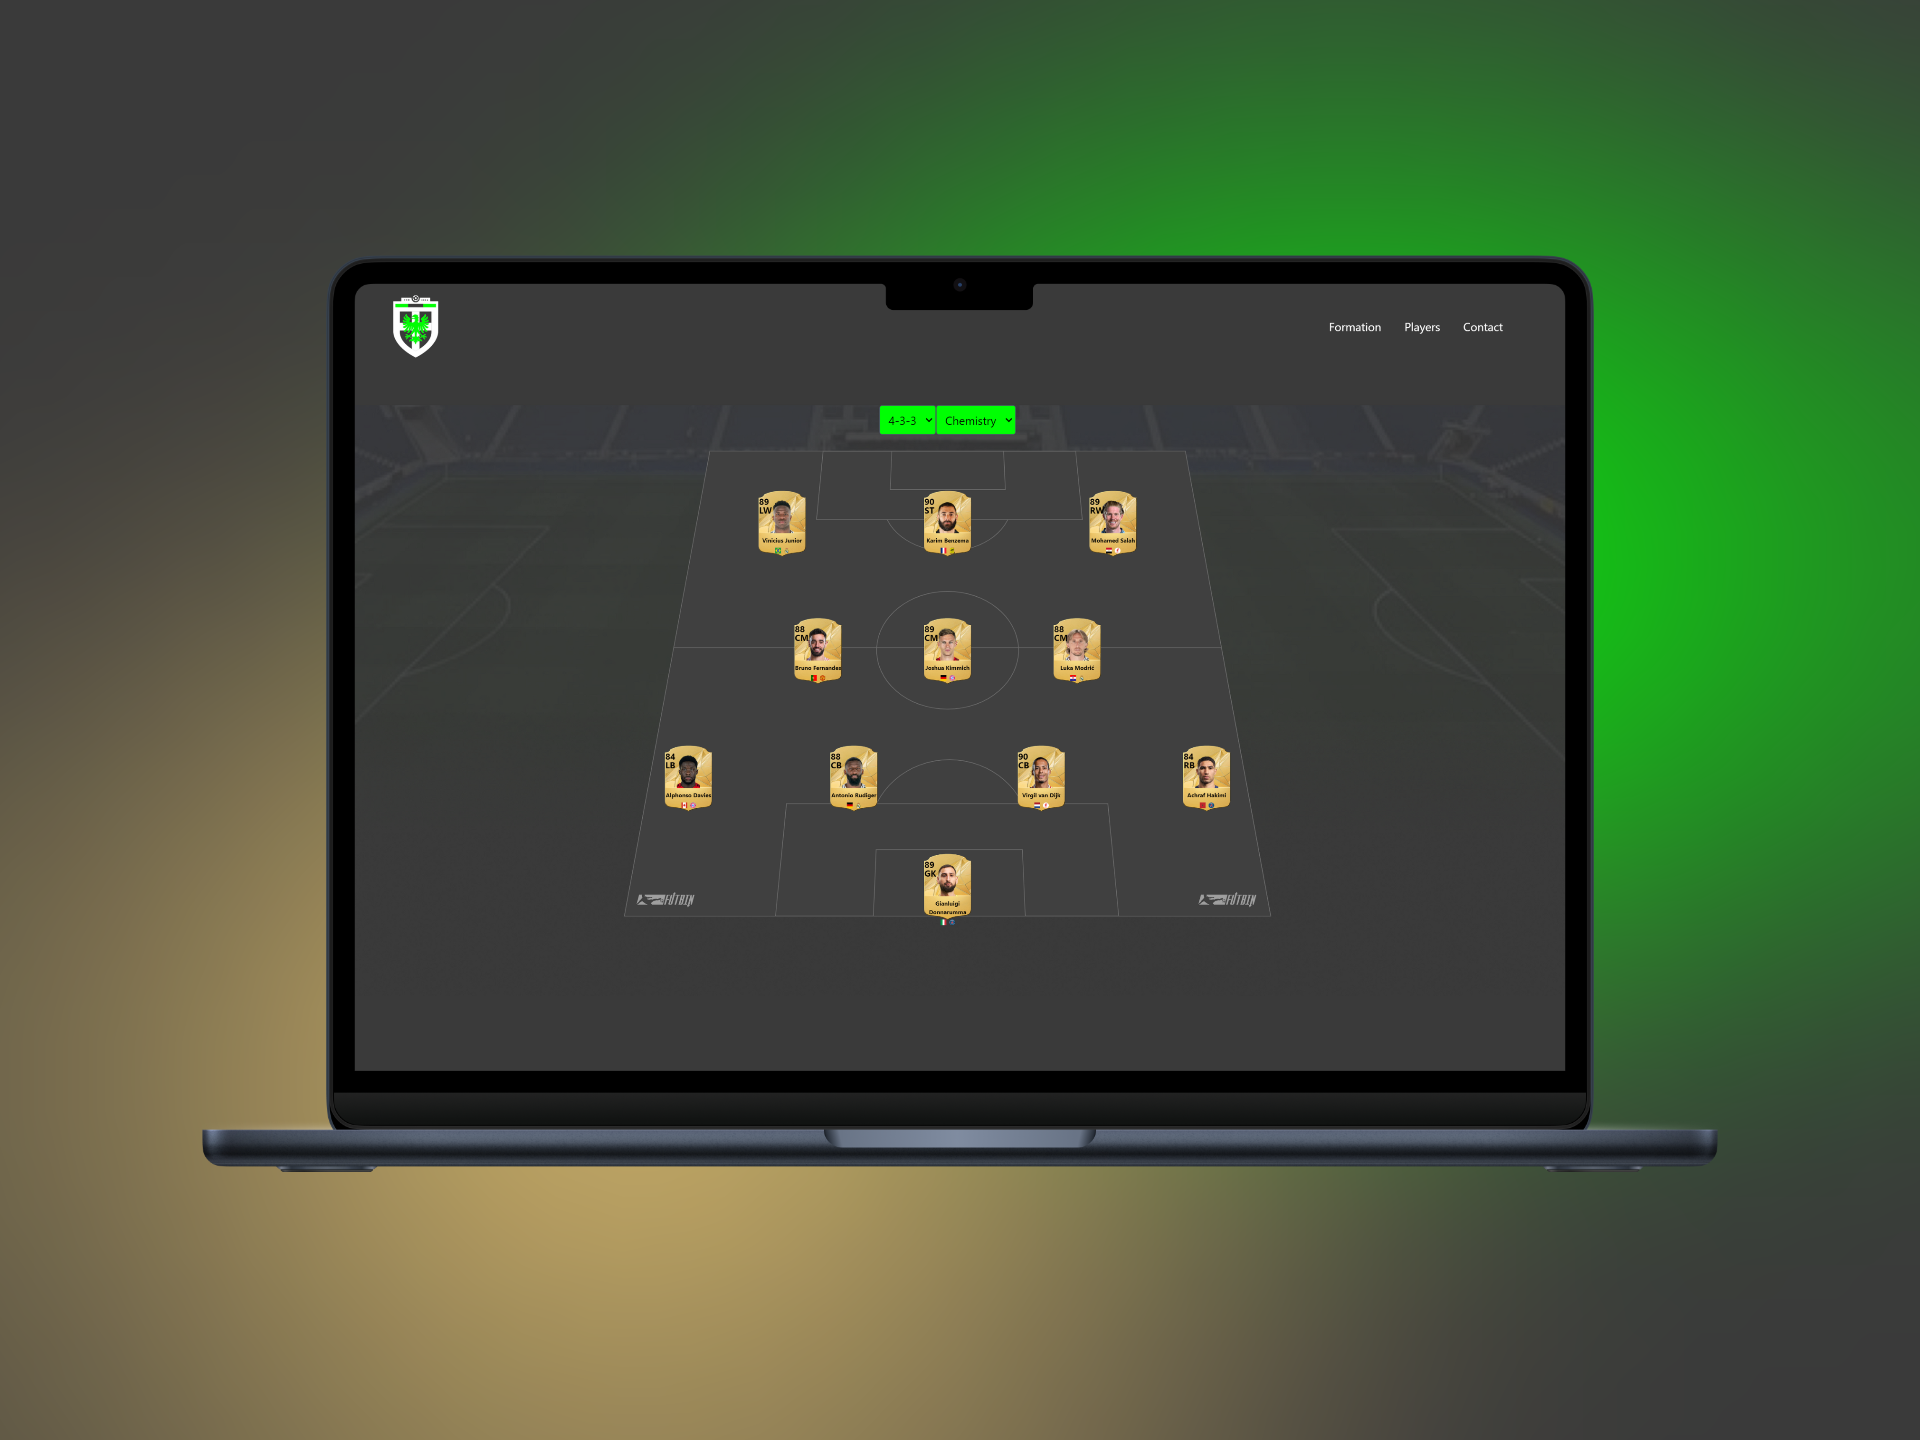 Formation Players Contact
4-3-3 Chemistry
89
LW
Vinicius Junior
90
ST
Karim Benzema
89
RW
Mohamed Salah
88
CM
Bruno Fernandes
89
CM
Joshua Kimmich
88
CM
Luka Modrić
84
LB
Alphonso Davies
88
CB
Antonio Rudiger
90
CB
Virgil van Dijk
84
RB
Achraf Hakimi
89
GK
Gianluigi
Donnarumma
FUTBIN
FUTBIN